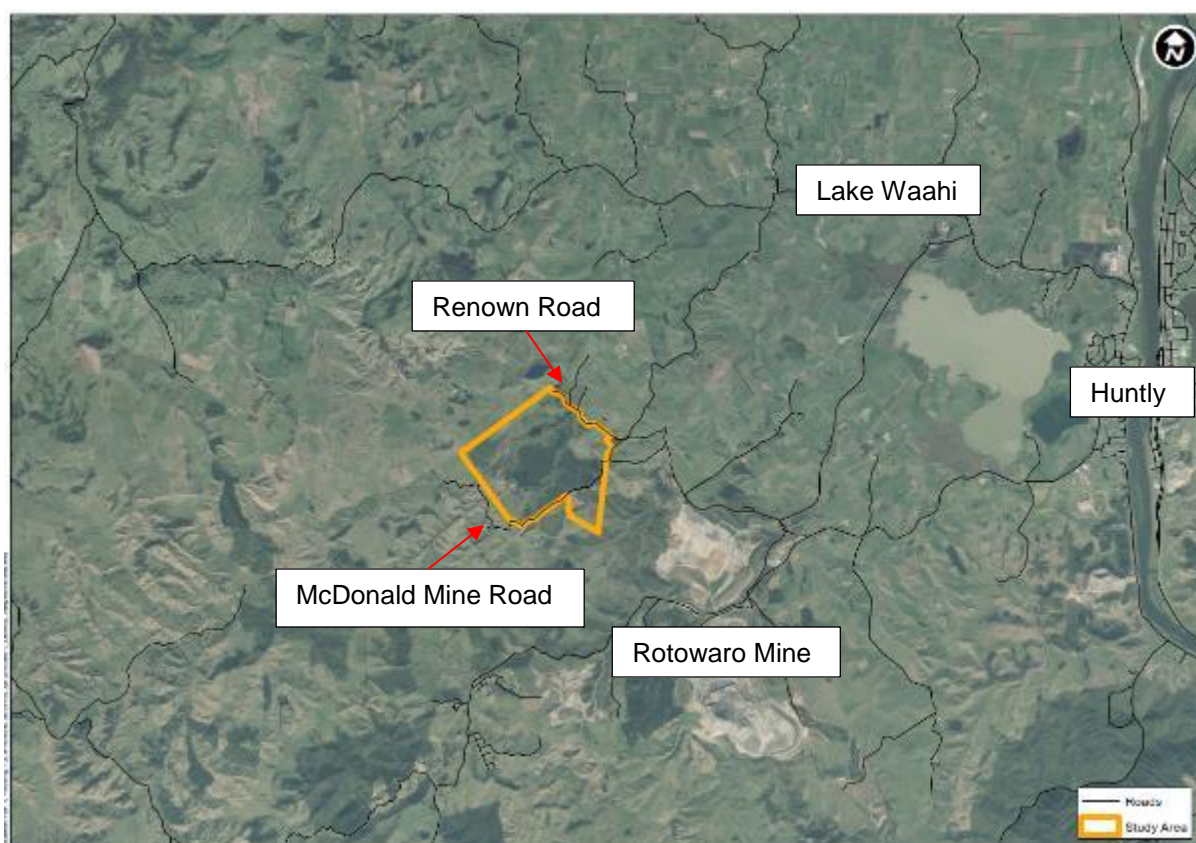 N
Lake Waahi
Renown Road
Huntly
McDonald Mine Road
Rotowaro Mine
Roads
Study Area